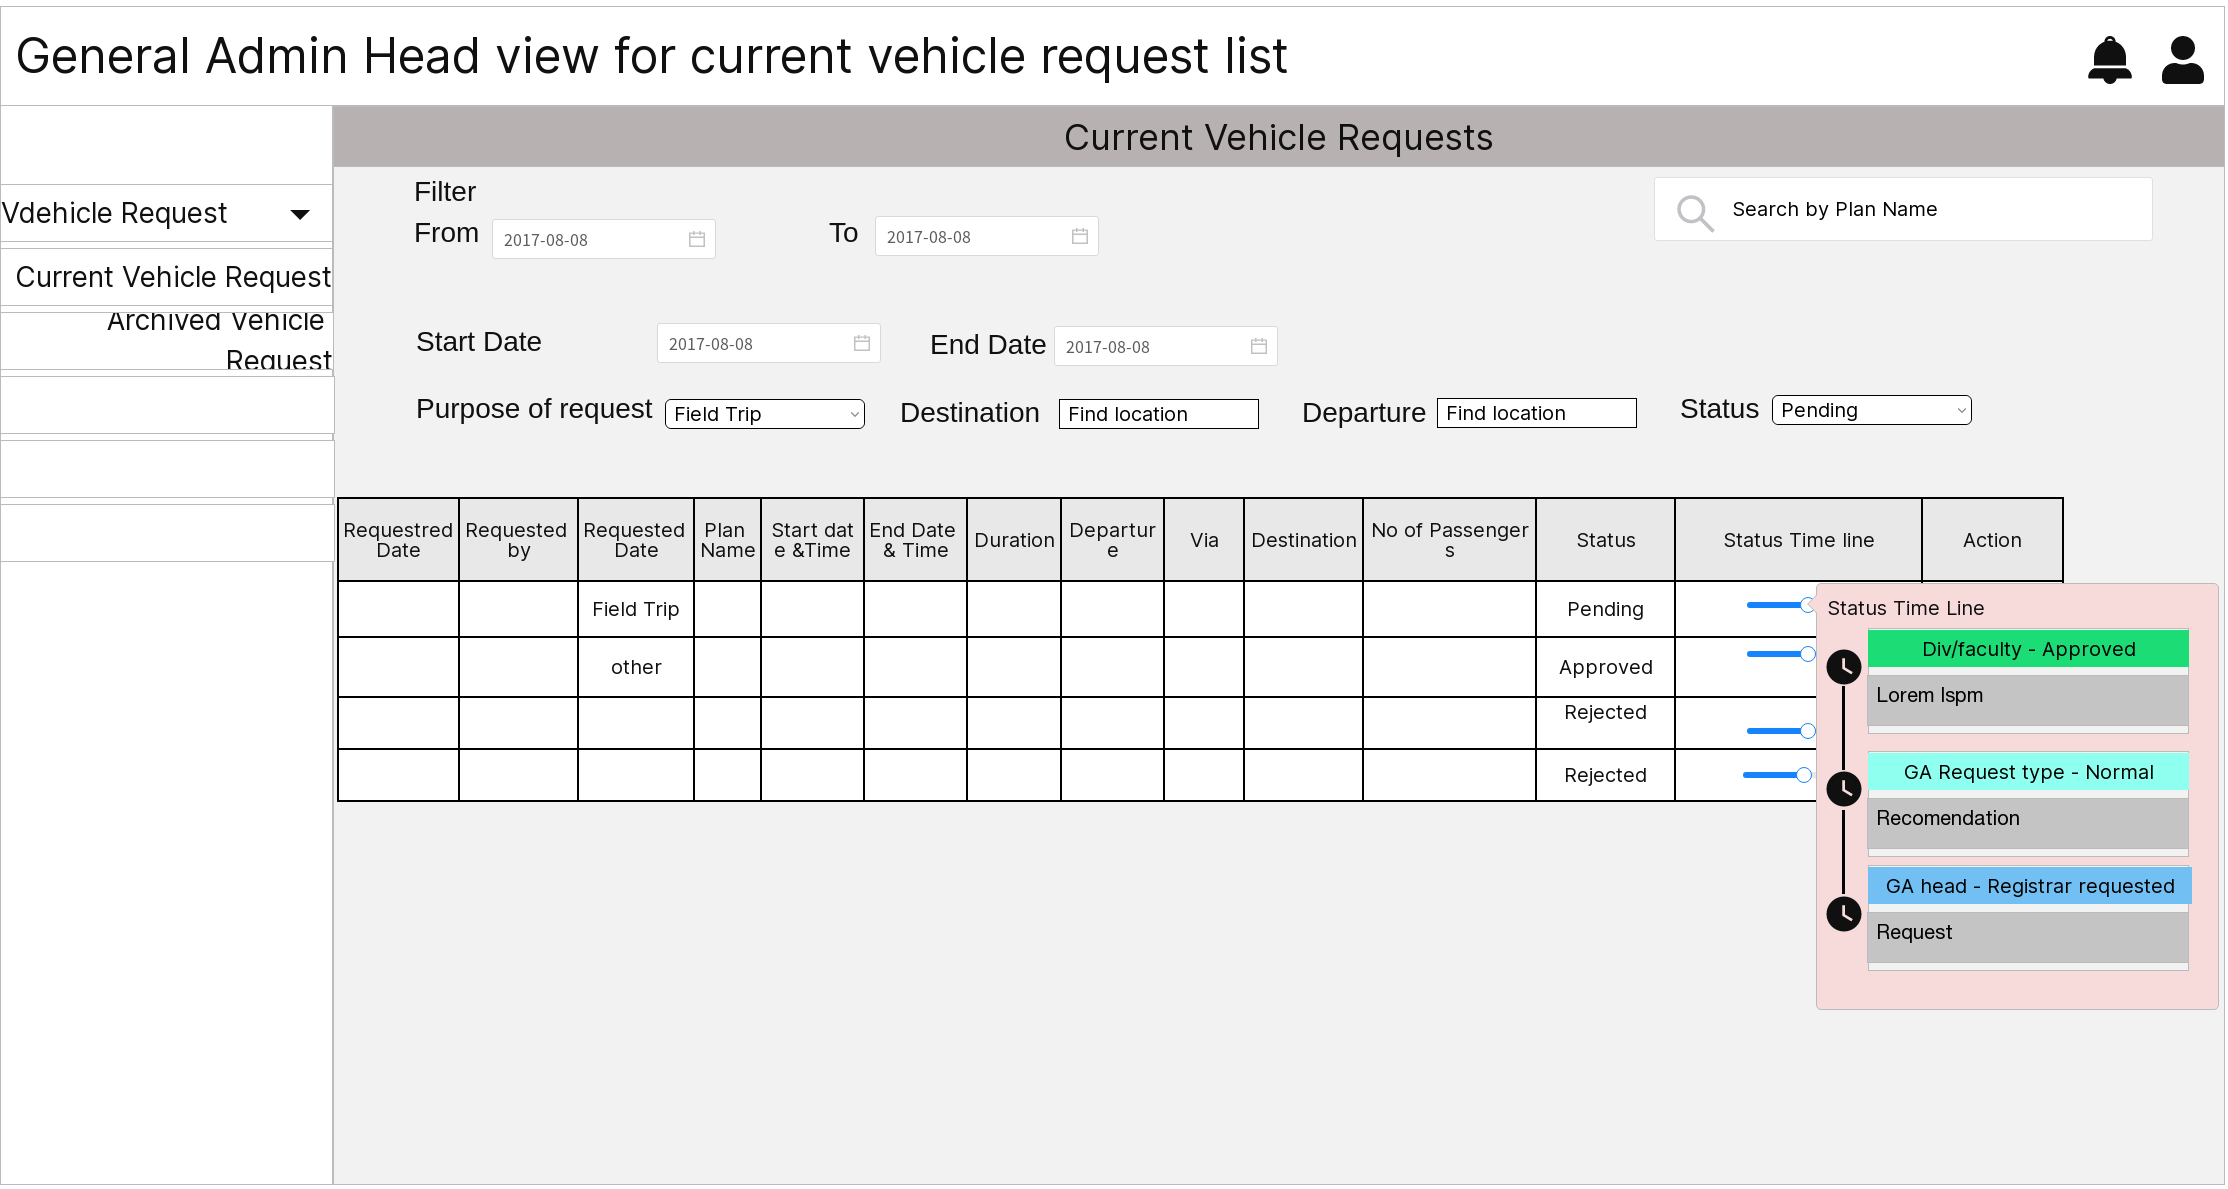 General Admin Head view for current vehicle request list
Current Vehicle Requests
Vdehicle Request
Current Vehicle Request
Archived Vehicle
Request
Filter
From 2017-08-08 To 2017-08-08
Search by Plan Name
Start Date 2017-08-08 End Date 2017-08-08
Purpose of request Field Trip Destination Find location Departure Find location Status Pending
Requestred
Date
Requested
by
Requested
Date
Plan
Name
Start dat
e &Time
End Date
& Time
Duration
Departur
e
Via
Destination
No of Passenger
s
Status
Status Time line
Action
Field Trip Pending
other Approved
Rejected
Rejected
Status Time Line
Div/faculty - Approved
Lorem Ispm
GA Request type - Normal
Recomendation
GA head - Registrar requested
Request